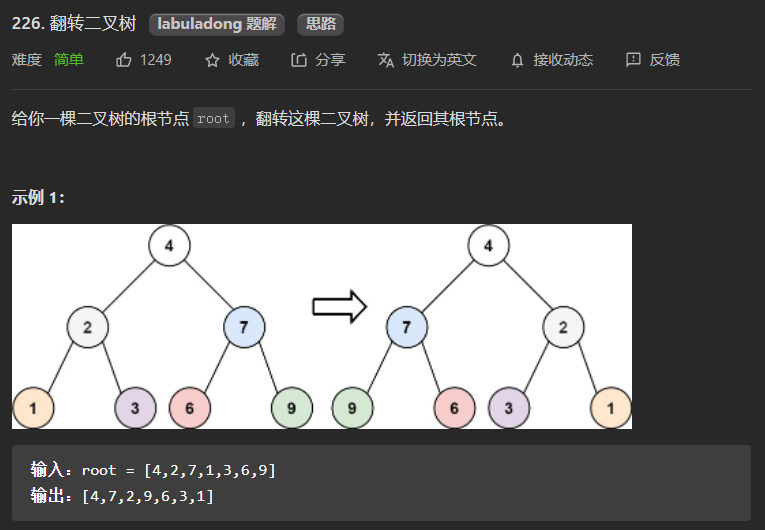 226. 翻转二叉树 labuladong 题解 思路
难度 简单 1249 收藏 分享 切换为英文 接收动态 反馈
给你一棵二叉树的根节点 root ，翻转这棵二叉树，并返回其根节点。
示例 1：
4 4
2 7 7 2
1 3 6 9 9 6 3 1
输入：root = [4,2,7,1,3,6,9]
输出：[4,7,2,9,6,3,1]